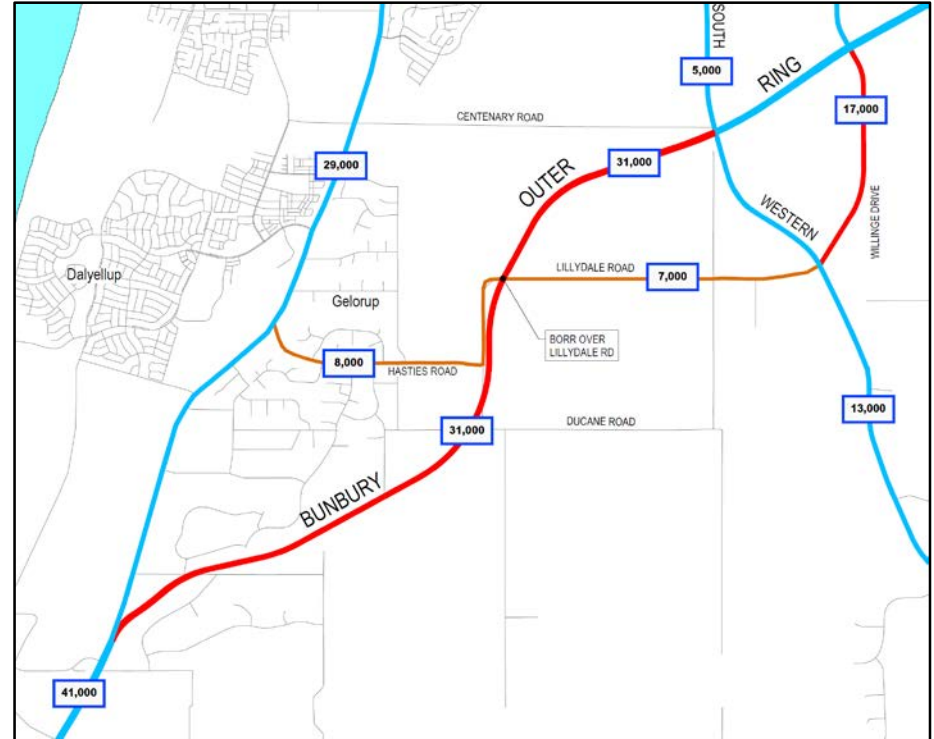 SOUTH
5,000
RING
17,000
CENTENARY ROAD
29,000
31,000
OUTER
WESTERN
WILLINGE DRIVE
Dalyellup
LILLYDALE ROAD
7,000
Gelorup
BORR OVER
LILLYDALE RD
8,000
HASTIES ROAD
31,000
DUCANE ROAD
13,000
BUNBURY
41,000